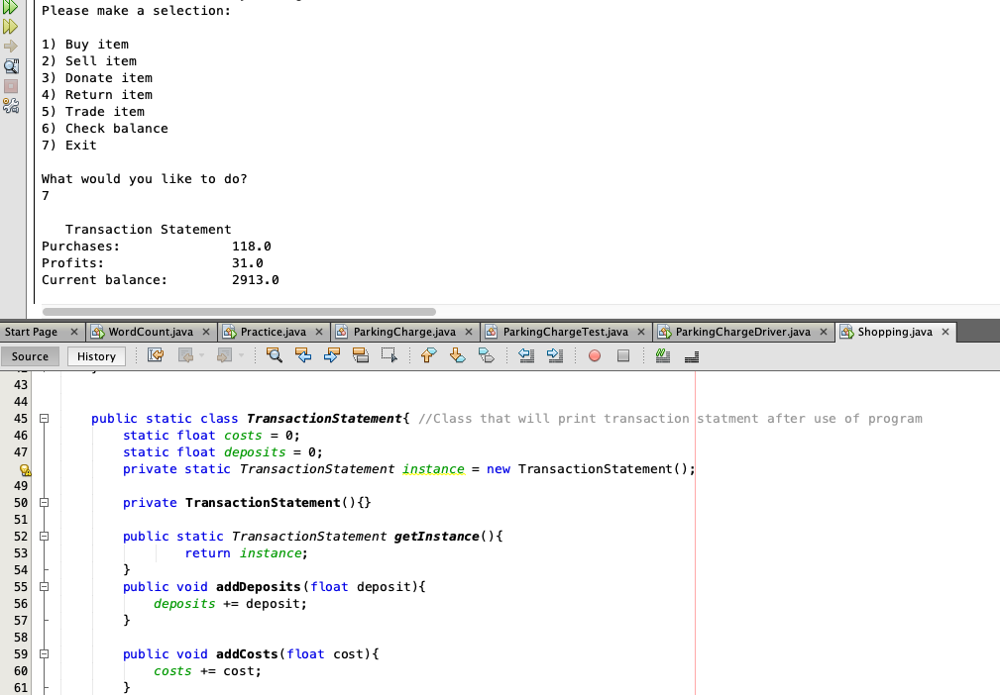 Please make a selection:
1) Buy item
2) Sell item
3) Donate item
4) Return item
5) Trade item
6) Check balance
7) Exit
What would you like to do?
7
Transaction Statement
Purchases: 118.0
Profits: 31.0
Current balance: 2913.0
Start Page WordCount.java Practice.java ParkingCharge.java ParkingChargeTest.java ParkingChargeDriver.java Shopping.java
Source History
43
44
45 public static class TransactionStatement{ //Class that will print transaction statment after use of program
46 static float costs = 0;
47 static float deposits = 0;
private static TransactionStatement instance = new TransactionStatement();
49
50 private TransactionStatement(){}
51
52 public static TransactionStatement getInstance(){
53 return instance;
54 }
55 public void addDeposits(float deposit){
56 deposits += deposit;
57 }
58
59 public void addCosts(float cost){
60 costs += cost;
61 }